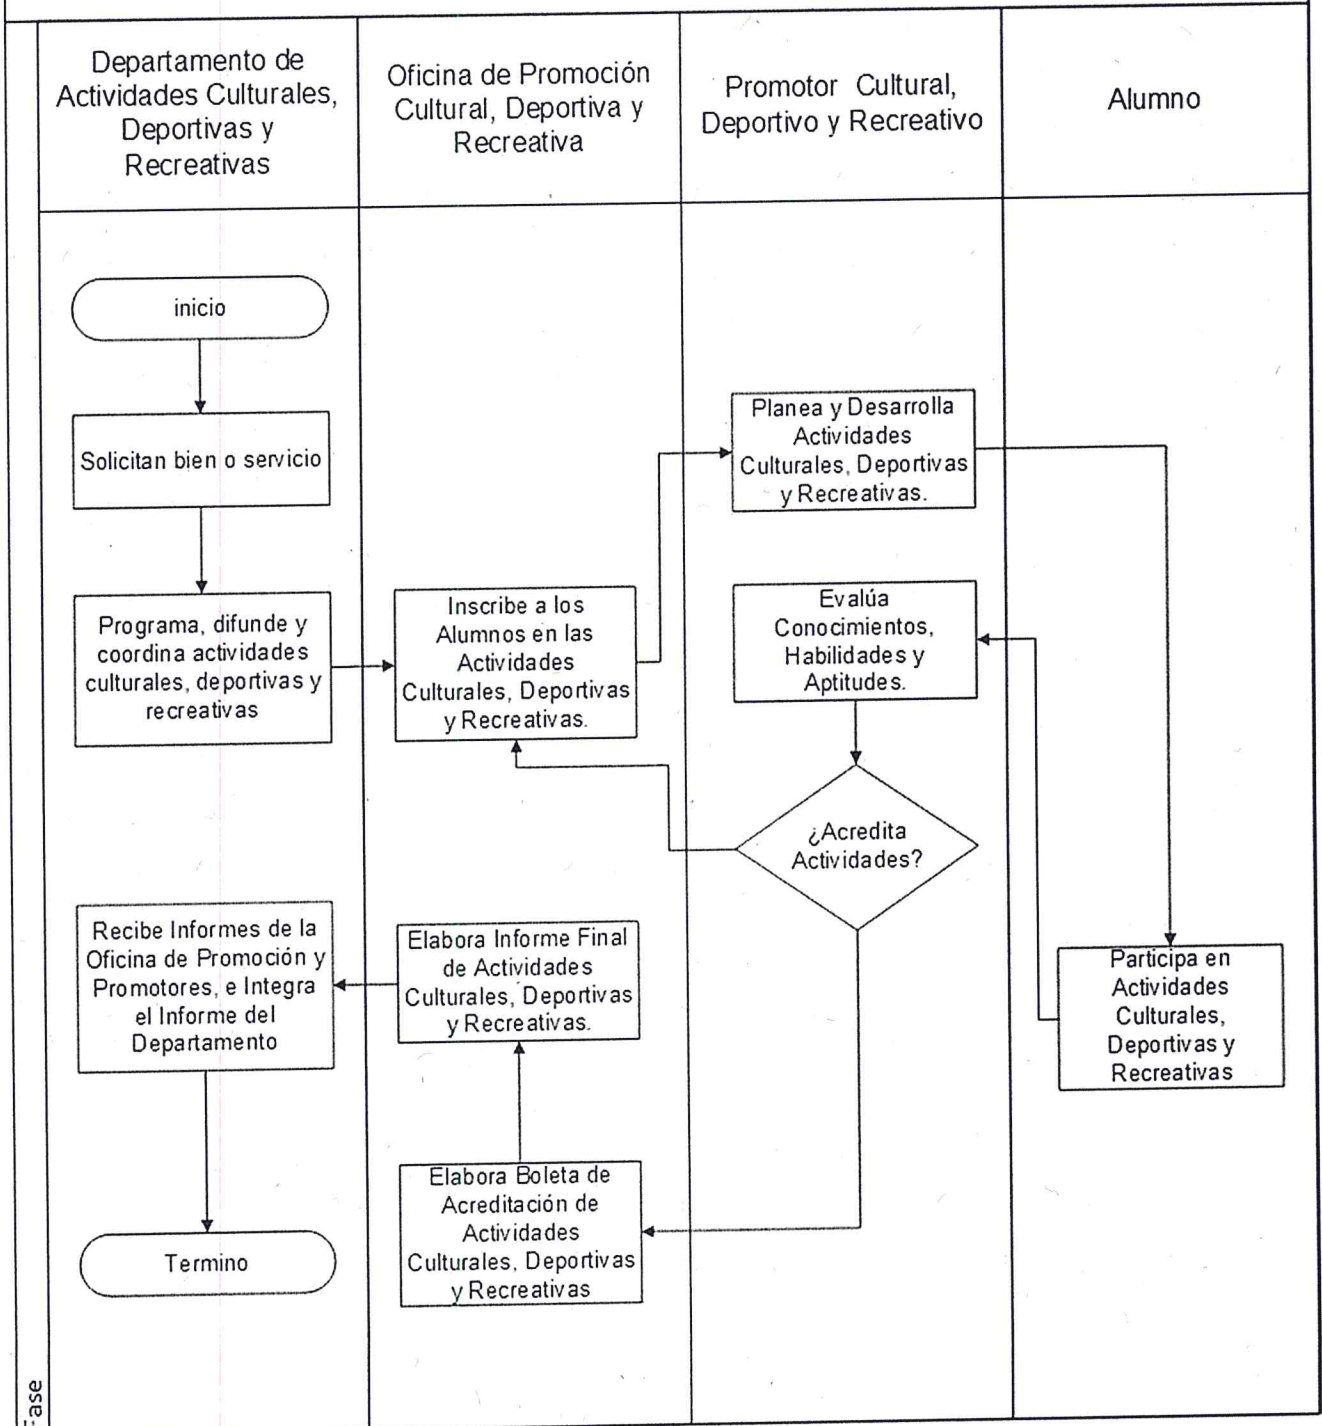 Departamento de
Actividades Culturales,
Deportivas y
Recreativas
Oficina de Promoción
Cultural, Deportiva y
Recreativa
Promotor Cultural,
Deportivo y Recreativo
Alumno
inicio
Solicitan bien o servicio
Programa, difunde y
coordina actividades
culturales, deportivas y
recreativas
Inscribe a los
Alumnos en las
Actividades
Culturales, Deportivas
y Recreativas.
Planea y Desarrolla
Actividades
Culturales, Deportivas
y Recreativas.
Evalúa
Conocimientos,
Habilidades y
Aptitudes.
¿Acredita
Actividades?
Participa en
Actividades
Culturales,
Deportivas y
Recreativas
Elabora Boleta de
Acreditación de
Actividades
Culturales, Deportivas
y Recreativas
Elabora Informe Final
de Actividades
Culturales, Deportivas
y Recreativas.
Recibe Informes de la
Oficina de Promoción y
Promotores, e Integra
el Informe del
Departamento
Termino
Fase